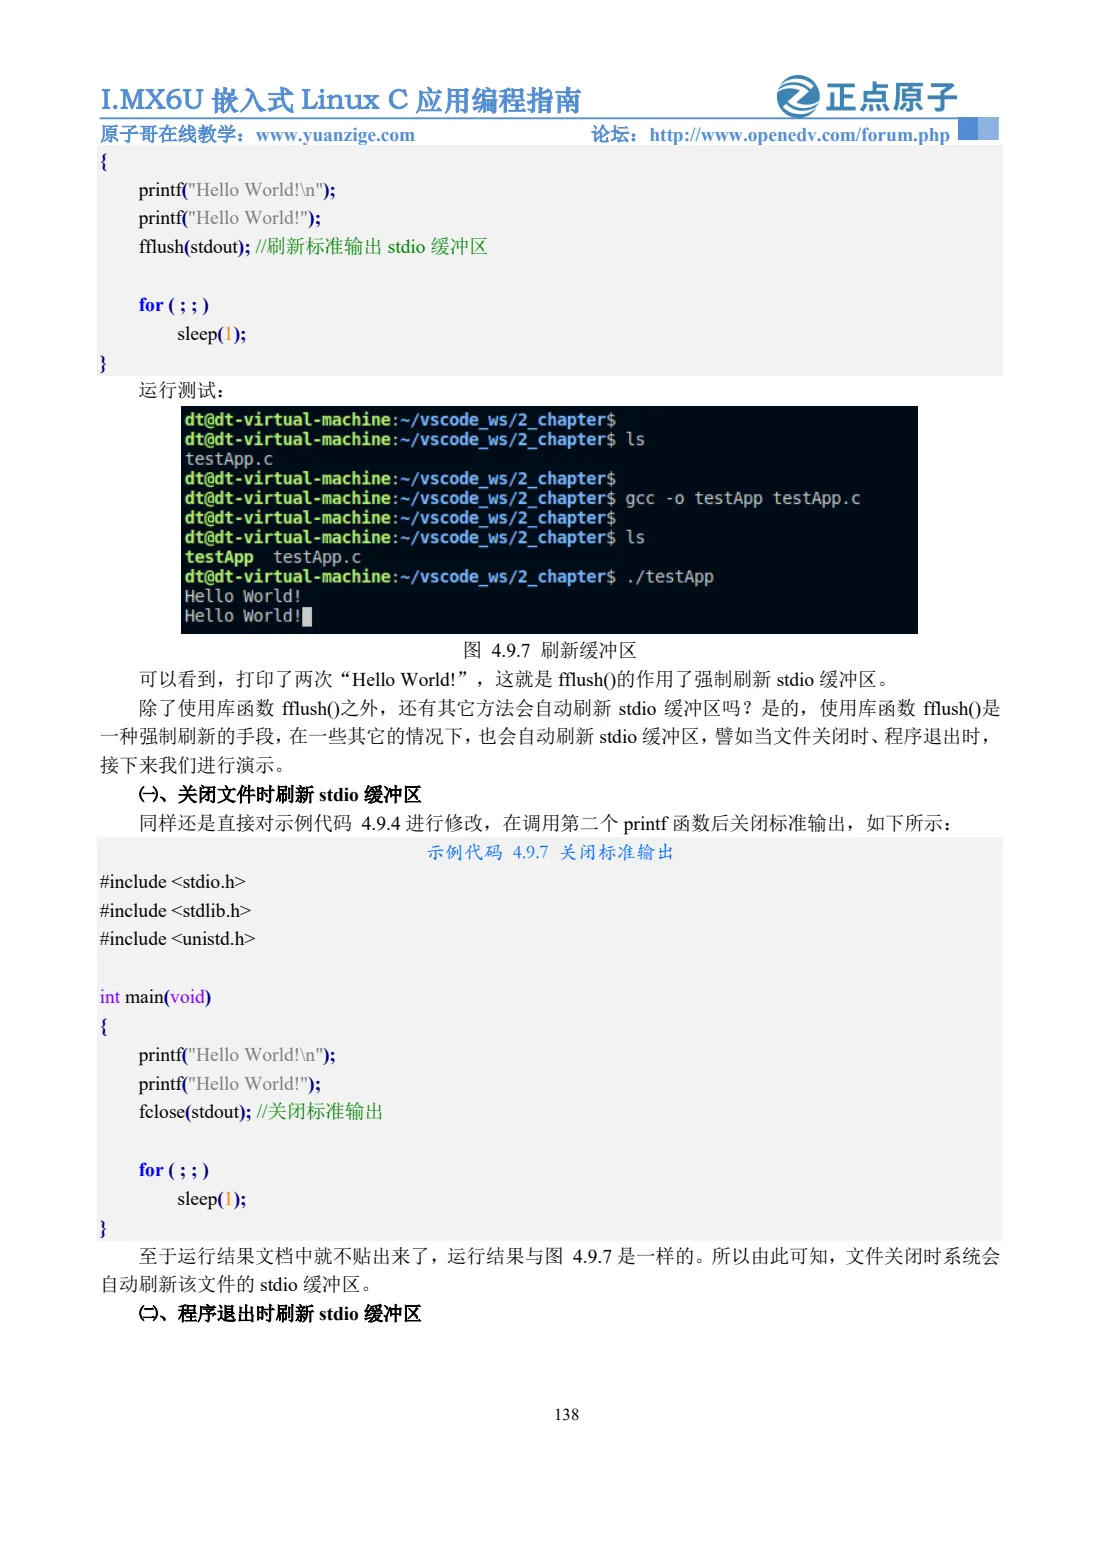 I.MX6U 嵌入式 Linux C 应用编程指南
正点原子
原子哥在线教学：www.yuanzige.com 论坛：http://www.openedv.com/forum.php
{
printf("Hello World!\n");
printf("Hello World!");
fflush(stdout); //刷新标准输出 stdio 缓冲区
for ( ; ; )
sleep(1);
}
运行测试：
dt@dt-virtual-machine:~/vscode_ws/2_chapter$
dt@dt-virtual-machine:~/vscode_ws/2_chapter$ ls
testApp.c
dt@dt-virtual-machine:~/vscode_ws/2_chapter$
dt@dt-virtual-machine:~/vscode_ws/2_chapter$ gcc -o testApp testApp.c
dt@dt-virtual-machine:~/vscode_ws/2_chapter$
dt@dt-virtual-machine:~/vscode_ws/2_chapter$ ls
testApp testApp.c
dt@dt-virtual-machine:~/vscode_ws/2_chapter$ ./testApp
Hello World!
Hello World!
图 4.9.7 刷新缓冲区
可以看到，打印了两次“Hello World!”，这就是 fflush()的作用了强制刷新 stdio 缓冲区。
除了使用库函数 fflush()之外，还有其它方法会自动刷新 stdio 缓冲区吗？是的，使用库函数 fflush()是
一种强制刷新的手段，在一些其它的情况下，也会自动刷新 stdio 缓冲区，譬如当文件关闭时、程序退出时，
接下来我们进行演示。
㈠、关闭文件时刷新 stdio 缓冲区
同样还是直接对示例代码 4.9.4 进行修改，在调用第二个 printf 函数后关闭标准输出，如下所示：
示例代码 4.9.7 关闭标准输出
#include <stdio.h>
#include <stdlib.h>
#include <unistd.h>
int main(void)
{
printf("Hello World!\n");
printf("Hello World!");
fclose(stdout); //关闭标准输出
for ( ; ; )
sleep(1);
}
至于运行结果文档中就不贴出来了，运行结果与图 4.9.7 是一样的。所以由此可知，文件关闭时系统会
自动刷新该文件的 stdio 缓冲区。
㈡、程序退出时刷新 stdio 缓冲区
138